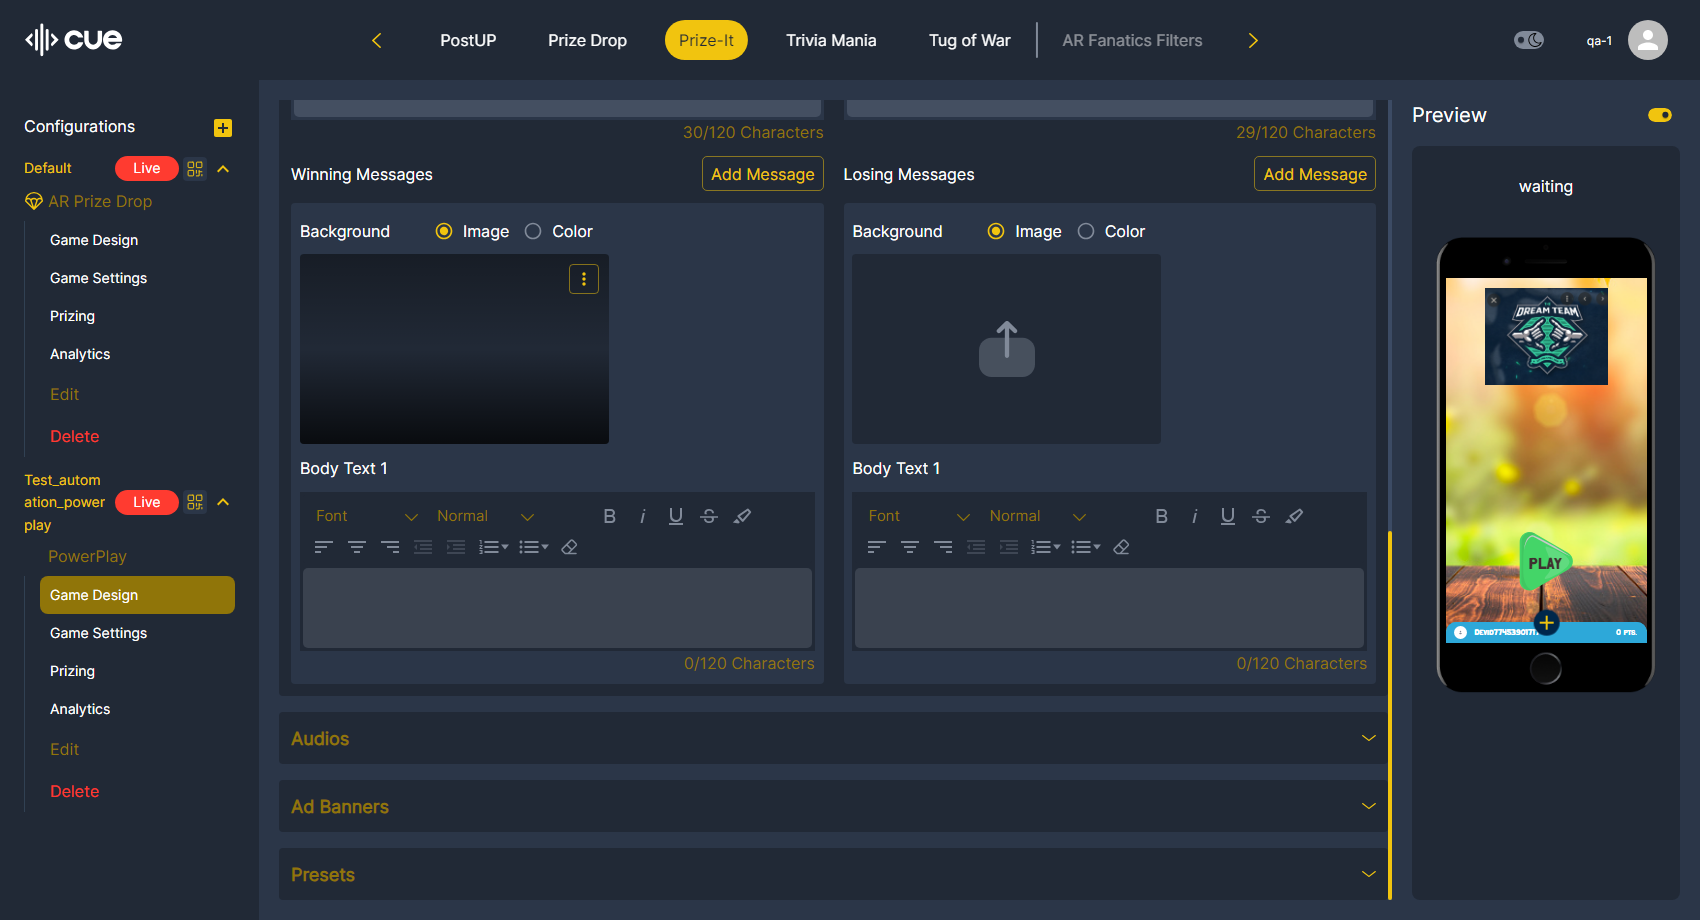 cue
PostUP
Prize Drop
Prize-It
Trivia Mania
Tug of War
AR Fanatics Filters
qa-1
Configurations
Default
Live
AR Prize Drop
Game Design
Game Settings
Prizing
Analytics
Edit
Delete
Test_autom
ation_power
play
Live
PowerPlay
Game Design
Game Settings
Prizing
Analytics
Edit
Delete
30/120 Characters
29/120 Characters
Winning Messages
Add Message
Losing Messages
Add Message
Background
Image
Color
Background
Image
Color
Body Text 1
Body Text 1
Font
Normal
Font
Normal
0/120 Characters
0/120 Characters
Audios
Ad Banners
Presets
Preview
waiting
DREAM TEAM
PLAY
0 PTS.